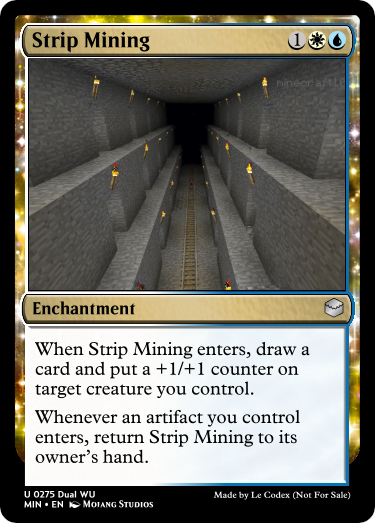 Strip Mining 1
minecraft
Enchantment
When Strip Mining enters, draw a
card and put a +1/+1 counter on
target creature you control.
Whenever an artifact you control
enters, return Strip Mining to its
owner's hand.
U 0275 Dual WU
MIN • EN Mojang Studios
Made by Le Codex (Not For Sale)